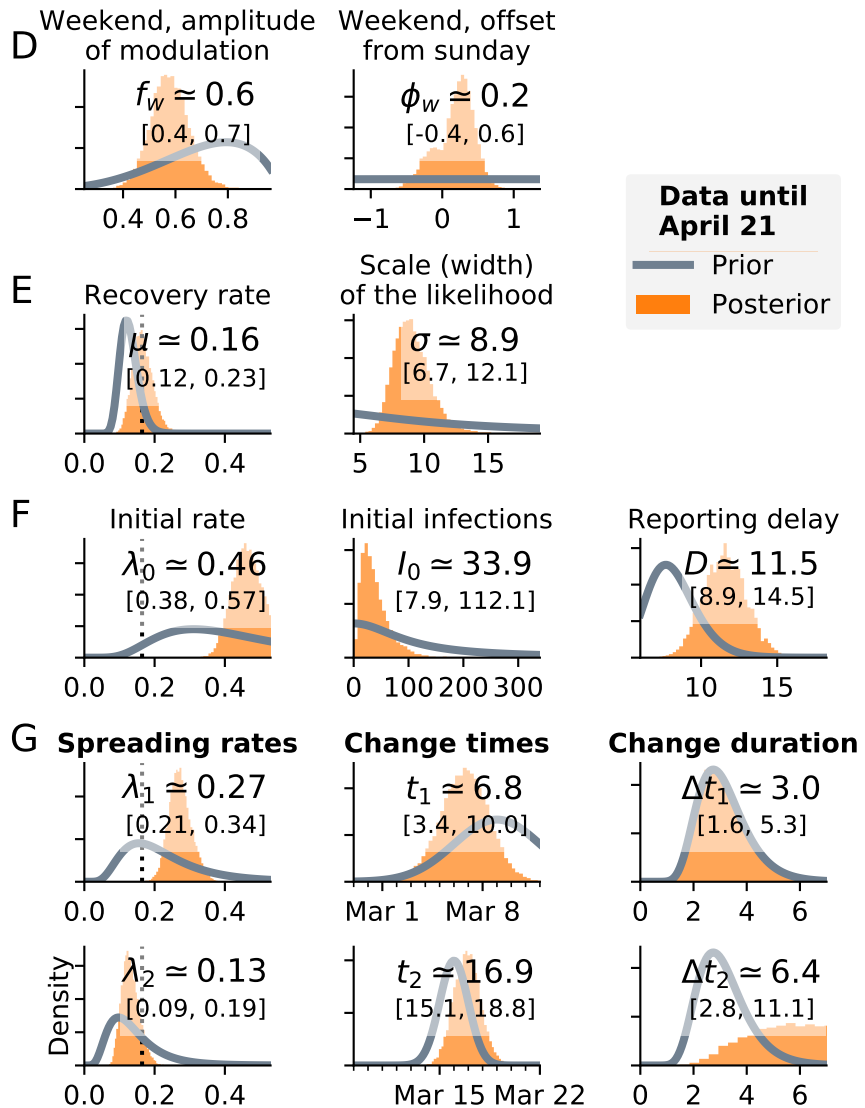 D
Weekend, amplitude
of modulation
f_w ≃ 0.6
[0.4, 0.7]
0.4 0.6 0.8
Weekend, offset
from sunday
ϕ_w ≃ 0.2
[-0.4, 0.6]
−1 0 1
Data until
April 21
Prior
Posterior
E
Recovery rate
μ ≃ 0.16
[0.12, 0.23]
0.0 0.2 0.4
Scale (width)
of the likelihood
σ ≃ 8.9
[6.7, 12.1]
5 10 15
F
Initial rate
λ₀ ≃ 0.46
[0.38, 0.57]
0.0 0.2 0.4
Initial infections
I₀ ≃ 33.9
[7.9, 112.1]
0 100 200 300
Reporting delay
D ≃ 11.5
[8.9, 14.5]
10 15
G
Spreading rates
λ₁ ≃ 0.27
[0.21, 0.34]
0.0 0.2 0.4
Change times
t₁ ≃ 6.8
[3.4, 10.0]
Mar 1 Mar 8
Change duration
Δt₁ ≃ 3.0
[1.6, 5.3]
0 2 4 6
Density
λ₂ ≃ 0.13
[0.09, 0.19]
0.0 0.2 0.4
t₂ ≃ 16.9
[15.1, 18.8]
Mar 15 Mar 22
Δt₂ ≃ 6.4
[2.8, 11.1]
0 2 4 6